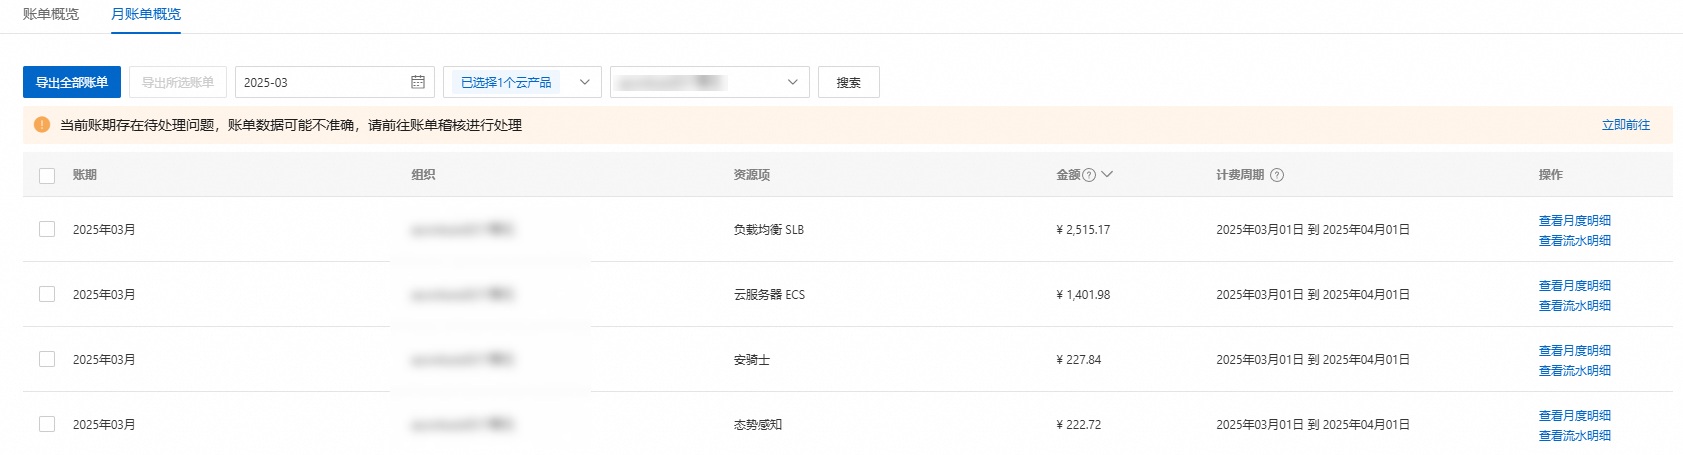 账单概览 月账单概览
导出全部账单 导出所选账单 2025-03 已选择1个云产品 搜索
当前账期存在待处理问题，账单数据可能不准确，请前往账单稽核进行处理 立即前往
账期 组织 资源项 金额 计费周期 操作
2025年03月 负载均衡 SLB ¥ 2,515.17 2025年03月01日 到 2025年04月01日 查看月度明细
查看流水明细
2025年03月 云服务器 ECS ¥ 1,401.98 2025年03月01日 到 2025年04月01日 查看月度明细
查看流水明细
2025年03月 安骑士 ¥ 227.84 2025年03月01日 到 2025年04月01日 查看月度明细
查看流水明细
2025年03月 态势感知 ¥ 222.72 2025年03月01日 到 2025年04月01日 查看月度明细
查看流水明细